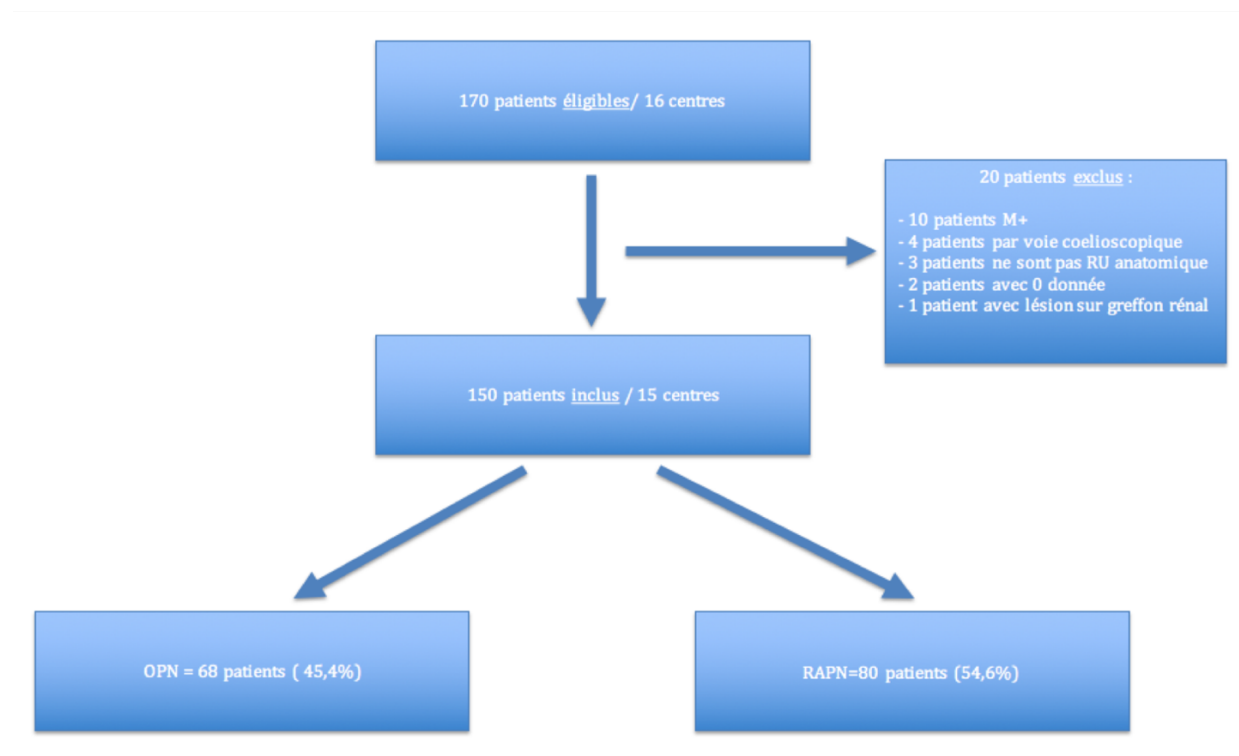 170 patients éligibles/ 16 centres
20 patients exclus :
- 10 patients M+
- 4 patients par voie coelioscopique
- 3 patients ne sont pas RU anatomique
- 2 patients avec 0 donnée
- 1 patient avec lésion sur greffon rénal
150 patients inclus / 15 centres
OPN = 68 patients ( 45,4%)
RAPN=80 patients (54,6%)